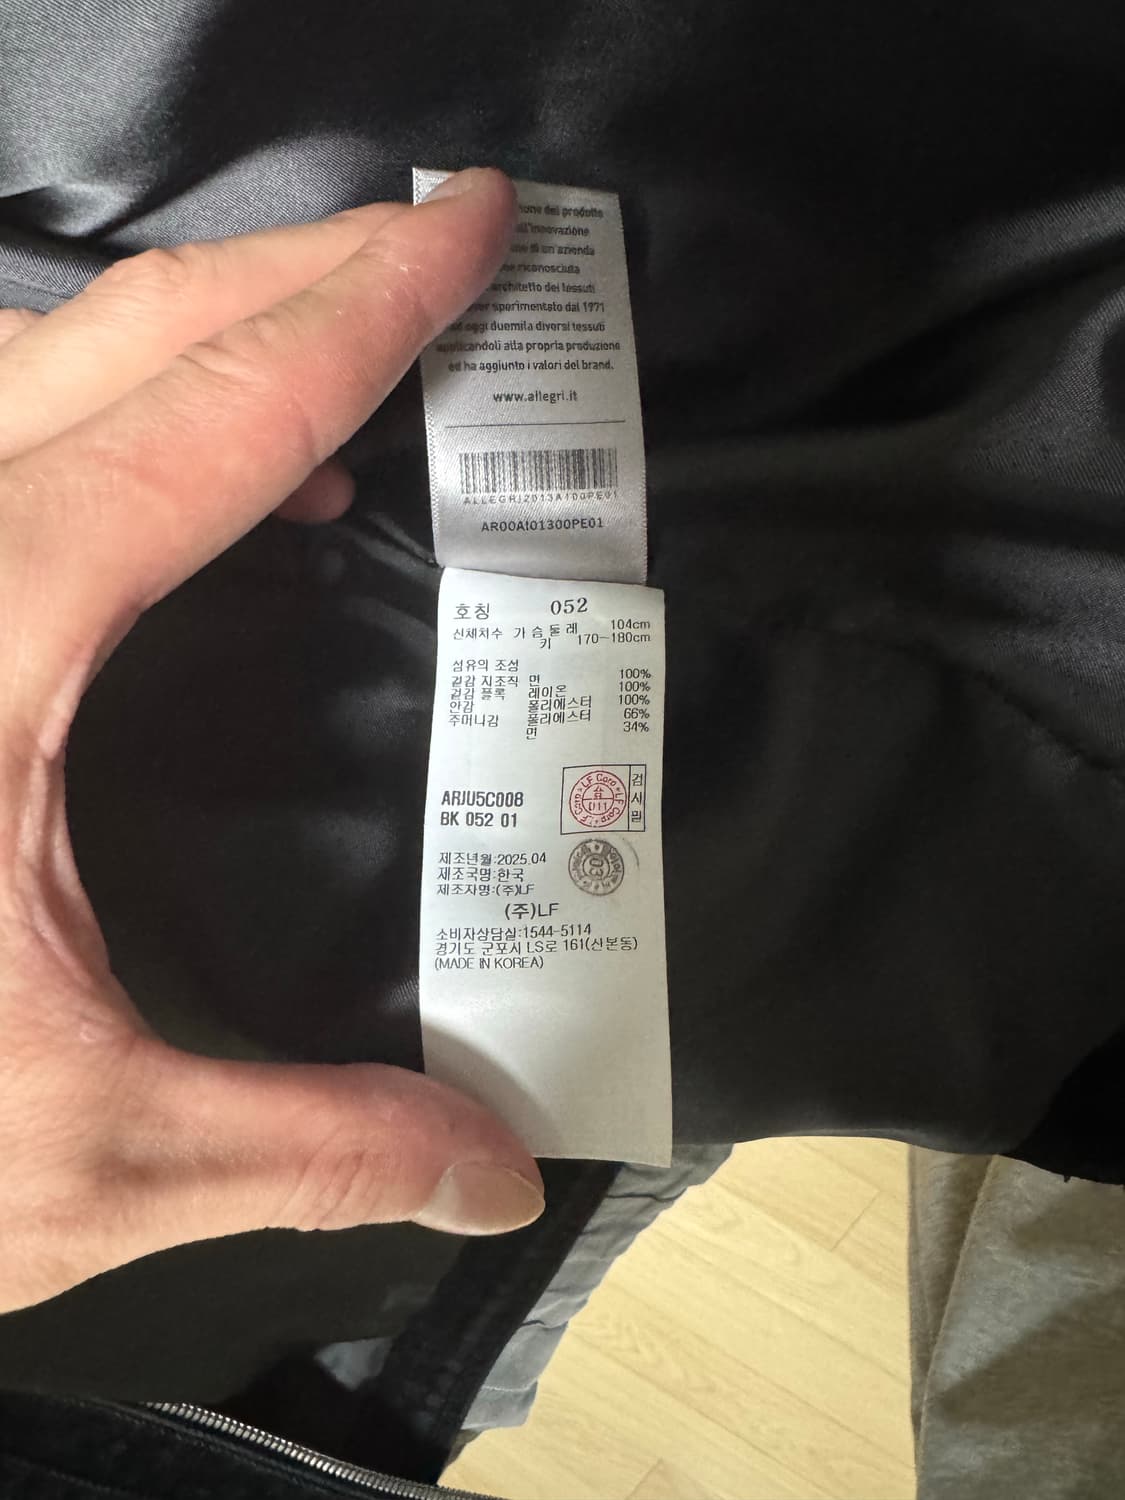 del prodotto
all'innovazione
di un'azienda
riconosciuta
architetto dei tessuti
sperimentato dal 1971
ad oggi duemila diversi tessuti
applicandoli alla propria produzione
ed ha aggiunto i valori del brand.
www.allegri.it
ALLEGRI2013A100PE01
AR00AI01300PE01
호칭 052
신체치수 가슴둘레 104cm
키 170-180cm
섬유의 조성
겉감 지조직 면 100%
겉감 플록 레이온 100%
안감 폴리에스터 100%
주머니감 폴리에스터 66%
면 34%
ARJU5C008
BK 052 01
LF Corp
011
검사필
제조년월:2025.04
제조국명:한국
제조자명:(주)LF
(주)LF
소비자상담실:1544-5114
경기도 군포시 LS로 161(산본동)
(MADE IN KOREA)